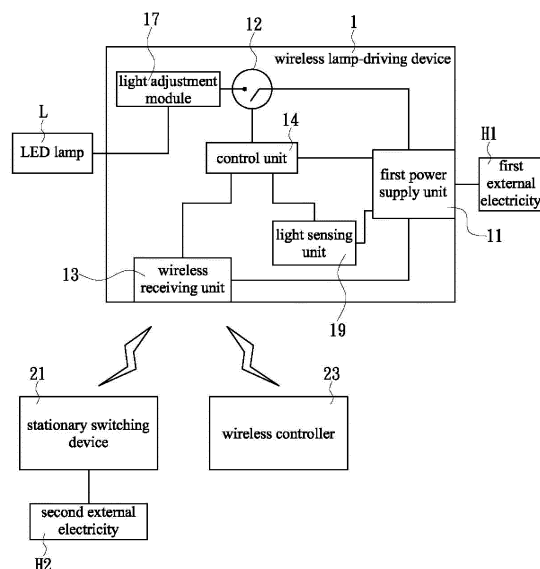 17
12
1
wireless lamp-driving device
light adjustment
module
L
LED lamp
14
control unit
H1
first power
supply unit
first
external
electricity
11
light sensing
unit
13
wireless
receiving unit
19
21
23
stationary switching
device
wireless controller
second external
electricity
H2